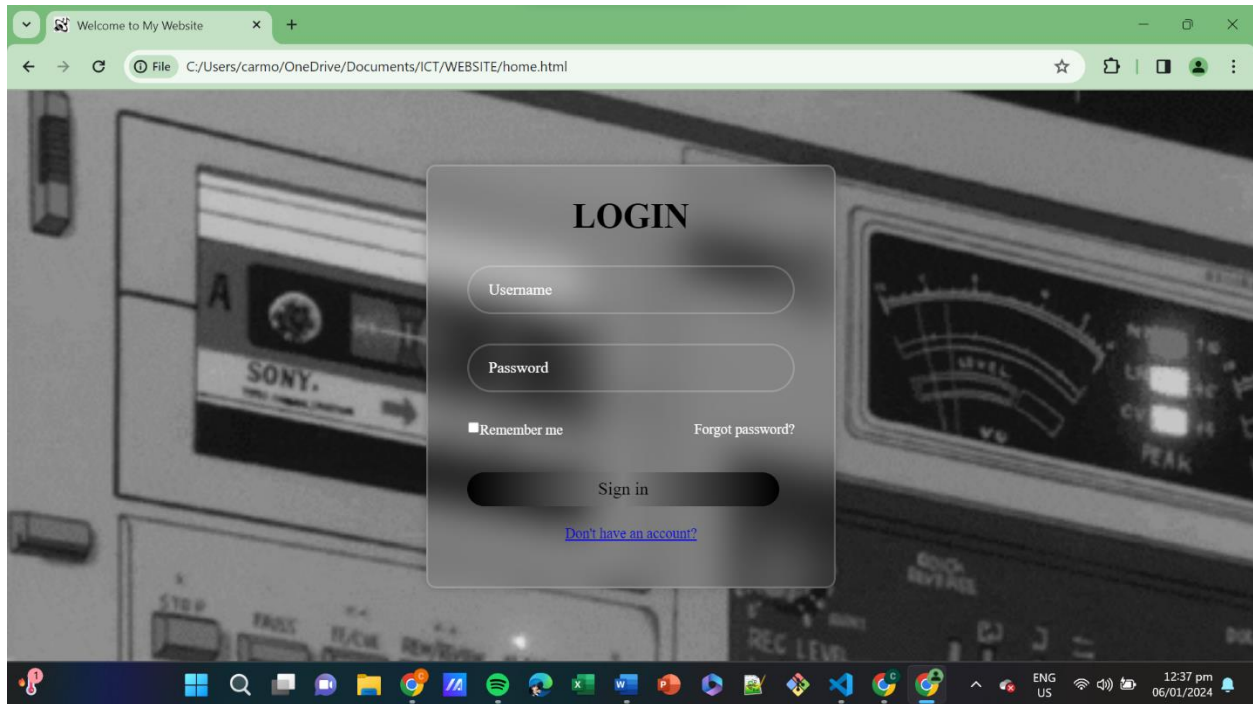 Welcome to My Website
File C:/Users/carmo/OneDrive/Documents/ICT/WEBSITE/home.html
LOGIN
Username
Password
Remember me Forgot password?
Sign in
Don't have an account?
A
SONY.
LEVEL
VU
PEAK
STOP
REC LEVEL
1
ENG
US
12:37 pm
06/01/2024